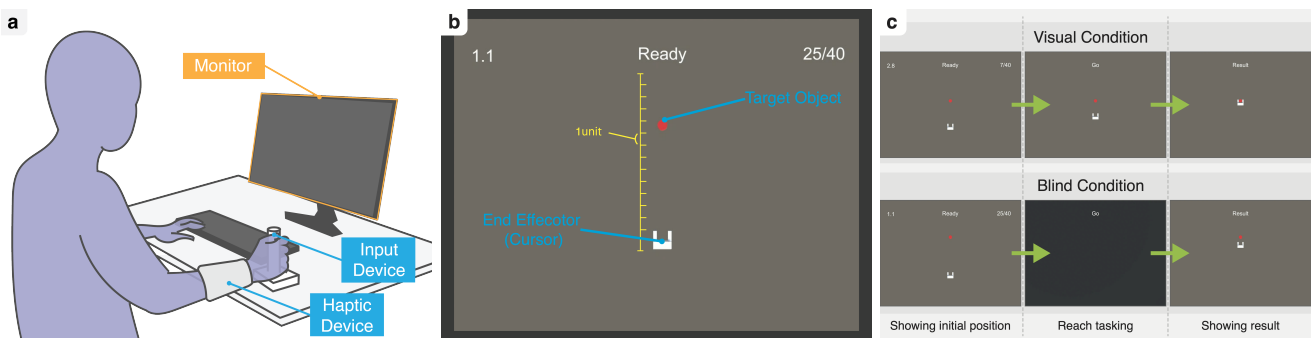 a
Monitor
Input
Device
Haptic
Device
b
1.1
Ready
25/40
Target Object
1unit
End Effecotor
(Cursor)
c
Visual Condition
2.8
Ready
7/40
Go
Result
Blind Condition
1.1
Ready
25/40
Go
Result
Showing initial position
Reach tasking
Showing result